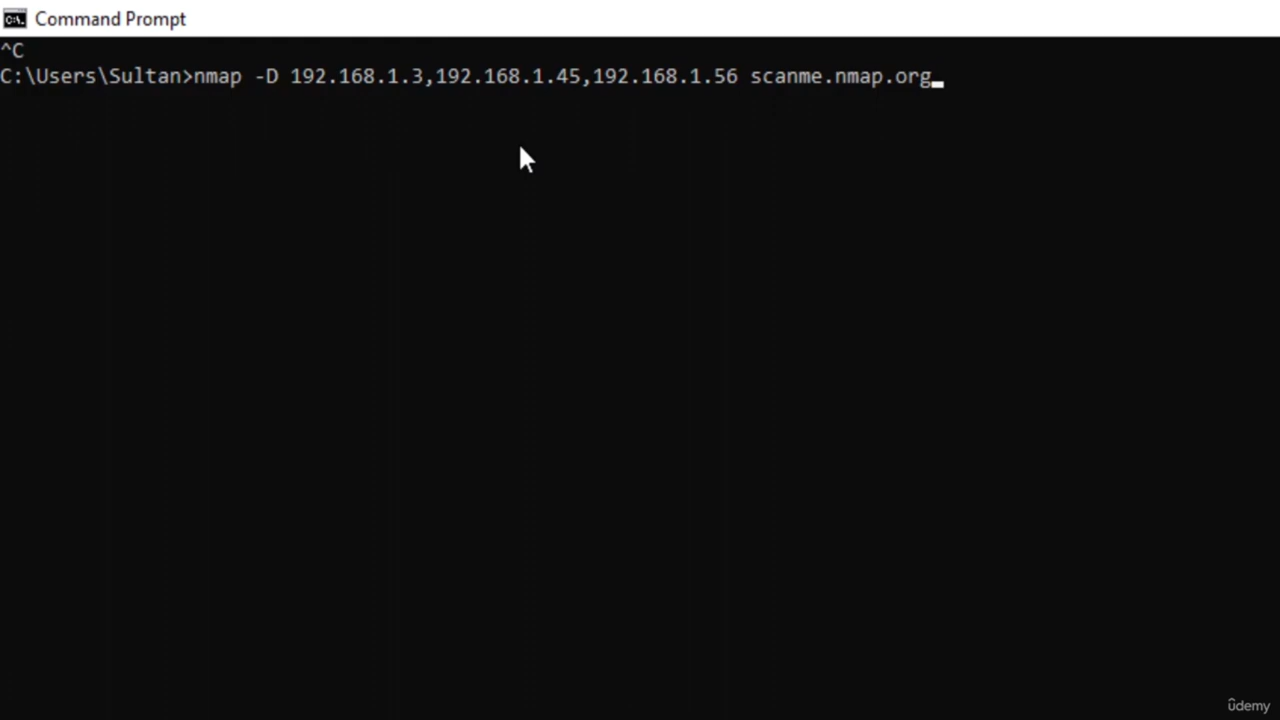 Command Prompt
^C
C:\Users\Sultan>nmap -D 192.168.1.3,192.168.1.45,192.168.1.56 scanme.nmap.org
ûdemy